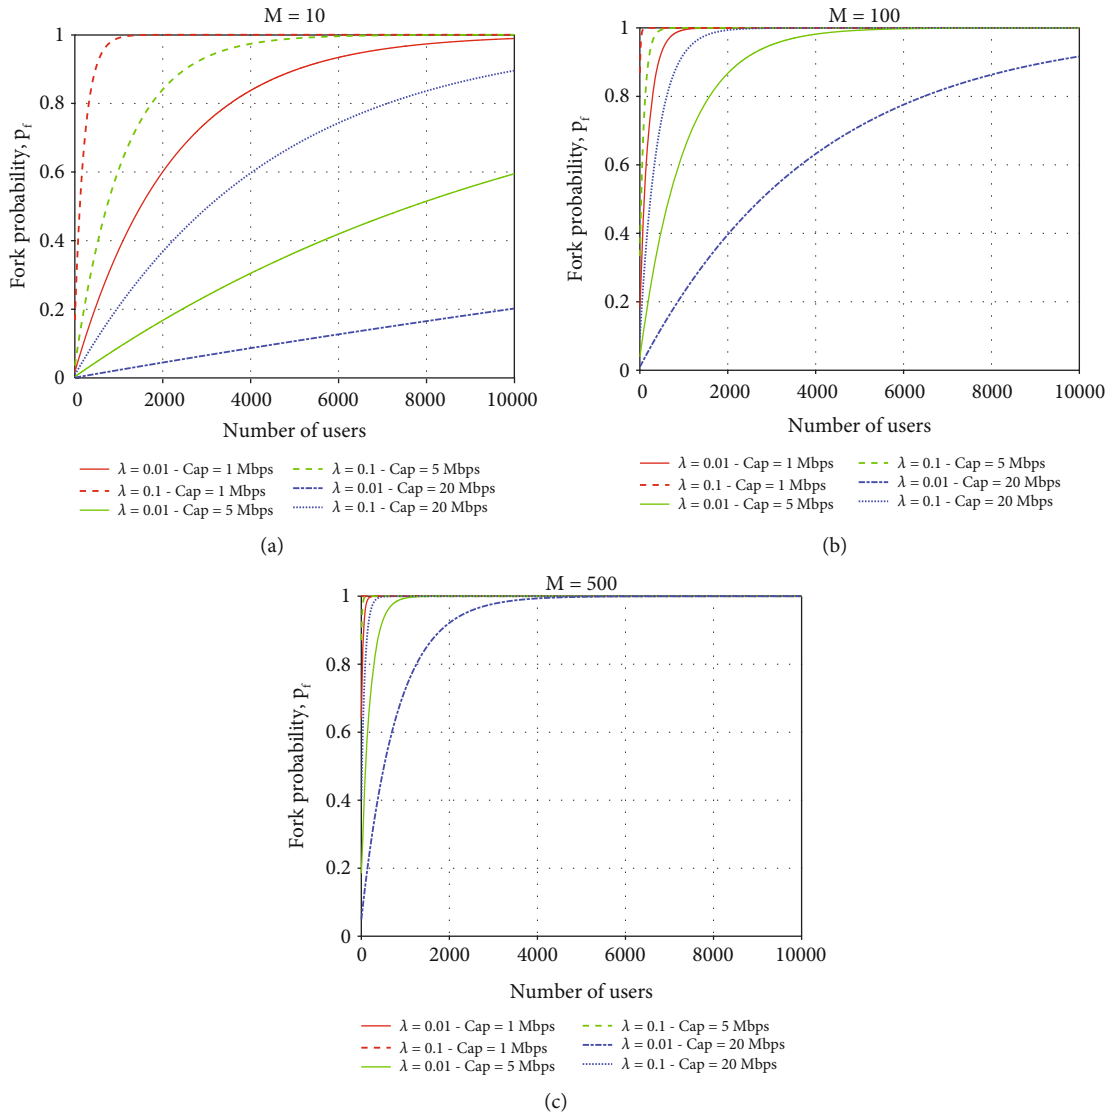 M = 10
1
0.8
0.6
0.4
0.2
0
Fork probability, p_f
0 2000 4000 6000 8000 10000
Number of users
λ = 0.01 - Cap = 1 Mbps
λ = 0.1 - Cap = 1 Mbps
λ = 0.01 - Cap = 5 Mbps
λ = 0.1 - Cap = 5 Mbps
λ = 0.01 - Cap = 20 Mbps
λ = 0.1 - Cap = 20 Mbps
(a)
M = 100
1
0.8
0.6
0.4
0.2
0
Fork probability, p_f
0 2000 4000 6000 8000 10000
Number of users
λ = 0.01 - Cap = 1 Mbps
λ = 0.1 - Cap = 1 Mbps
λ = 0.01 - Cap = 5 Mbps
λ = 0.1 - Cap = 5 Mbps
λ = 0.01 - Cap = 20 Mbps
λ = 0.1 - Cap = 20 Mbps
(b)
M = 500
1
0.8
0.6
0.4
0.2
0
Fork probability, p_f
0 2000 4000 6000 8000 10000
Number of users
λ = 0.01 - Cap = 1 Mbps
λ = 0.1 - Cap = 1 Mbps
λ = 0.01 - Cap = 5 Mbps
λ = 0.1 - Cap = 5 Mbps
λ = 0.01 - Cap = 20 Mbps
λ = 0.1 - Cap = 20 Mbps
(c)